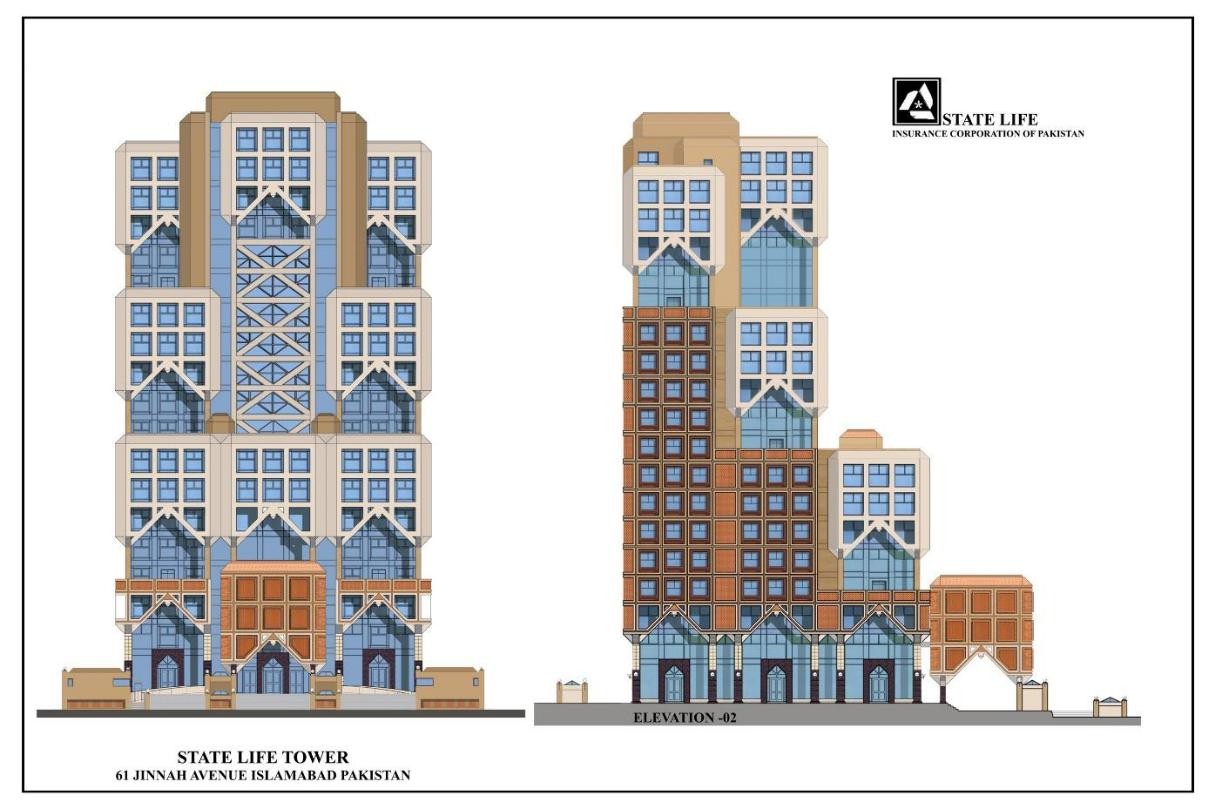 STATE LIFE
INSURANCE CORPORATION OF PAKISTAN
ELEVATION -02
STATE LIFE TOWER
61 JINNAH AVENUE ISLAMABAD PAKISTAN